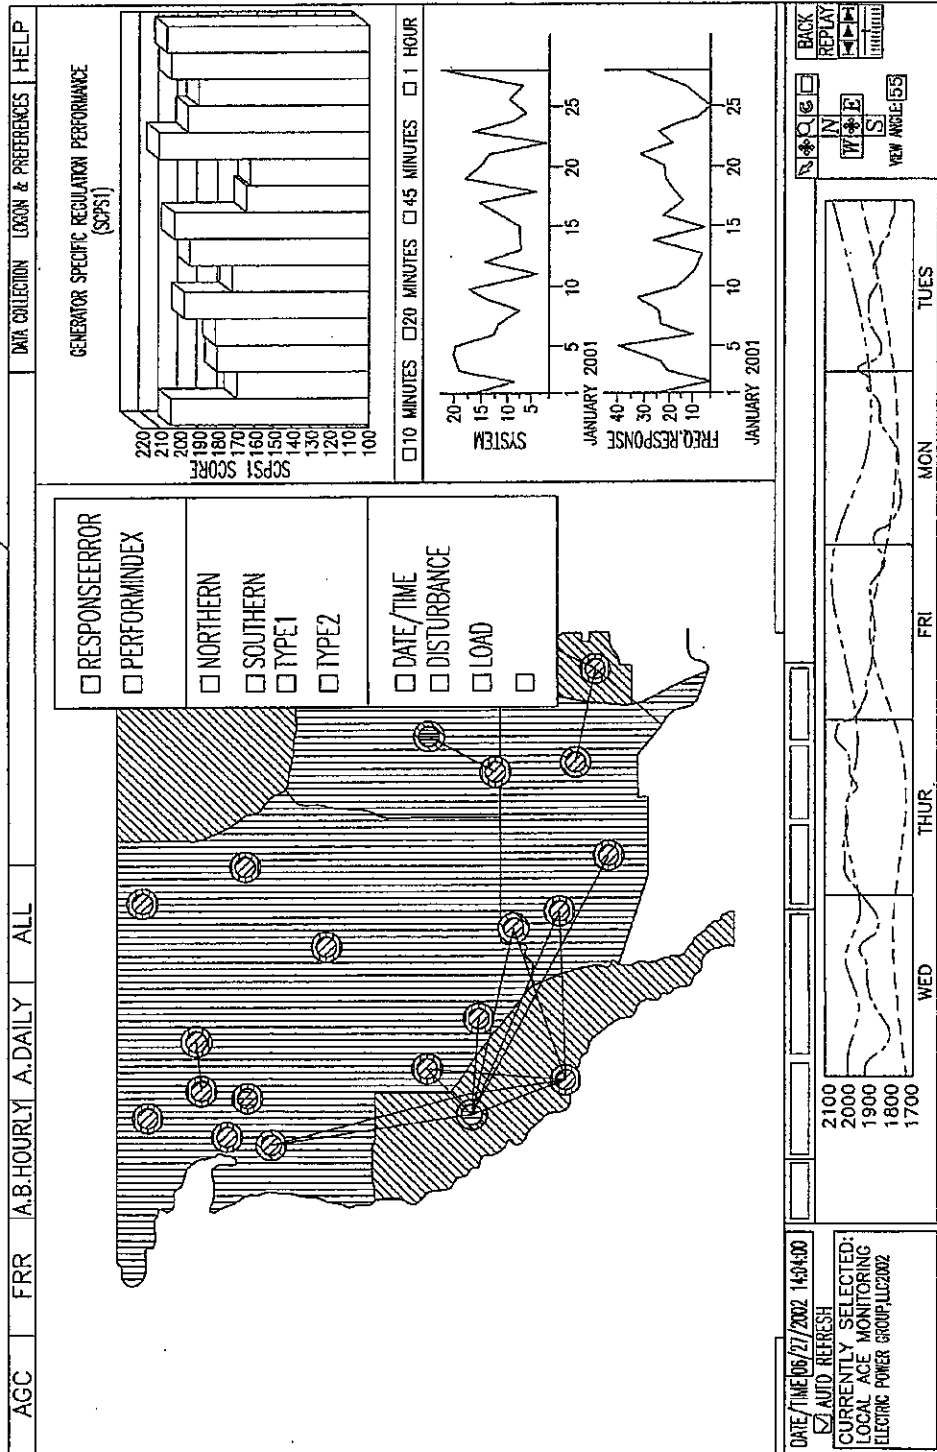 AGC
FRR
A.B.HOURLY
A.DAILY
ALL
DATA COLLECTION
LOGON & PREFERENCES
HELP
□ RESPONSEERROR
□ PERFORMINDEX
□ NORTHERN
□ SOUTHERN
□ TYPE1
□ TYPE2
□ DATE/TIME
□ DISTURBANCE
□ LOAD
□
GENERATOR SPECIFIC REGULATION PERFORMANCE
(SCPS1)
SCPS1 SCORE
220
210
200
190
180
170
160
150
140
130
120
110
100
□ 10 MINUTES □ 20 MINUTES □ 45 MINUTES □ 1 HOUR
SYSTEM
20
15
10
5
1 5 10 15 20 25
JANUARY 2001
FREQ.RESPONSE
40
30
20
10
1 5 10 15 20 25
JANUARY 2001
DATE/TIME 06/27/2002 14:04:00
☑ AUTO REFRESH
CURRENTLY SELECTED:
LOCAL ACE MONITORING
ELECTRIC POWER GROUP,LLC2002
2100
2000
1900
1800
1700
WED THUR FRI MON TUES
N
W E
S
VIEW ANGLE: 55
BACK
REPLAY